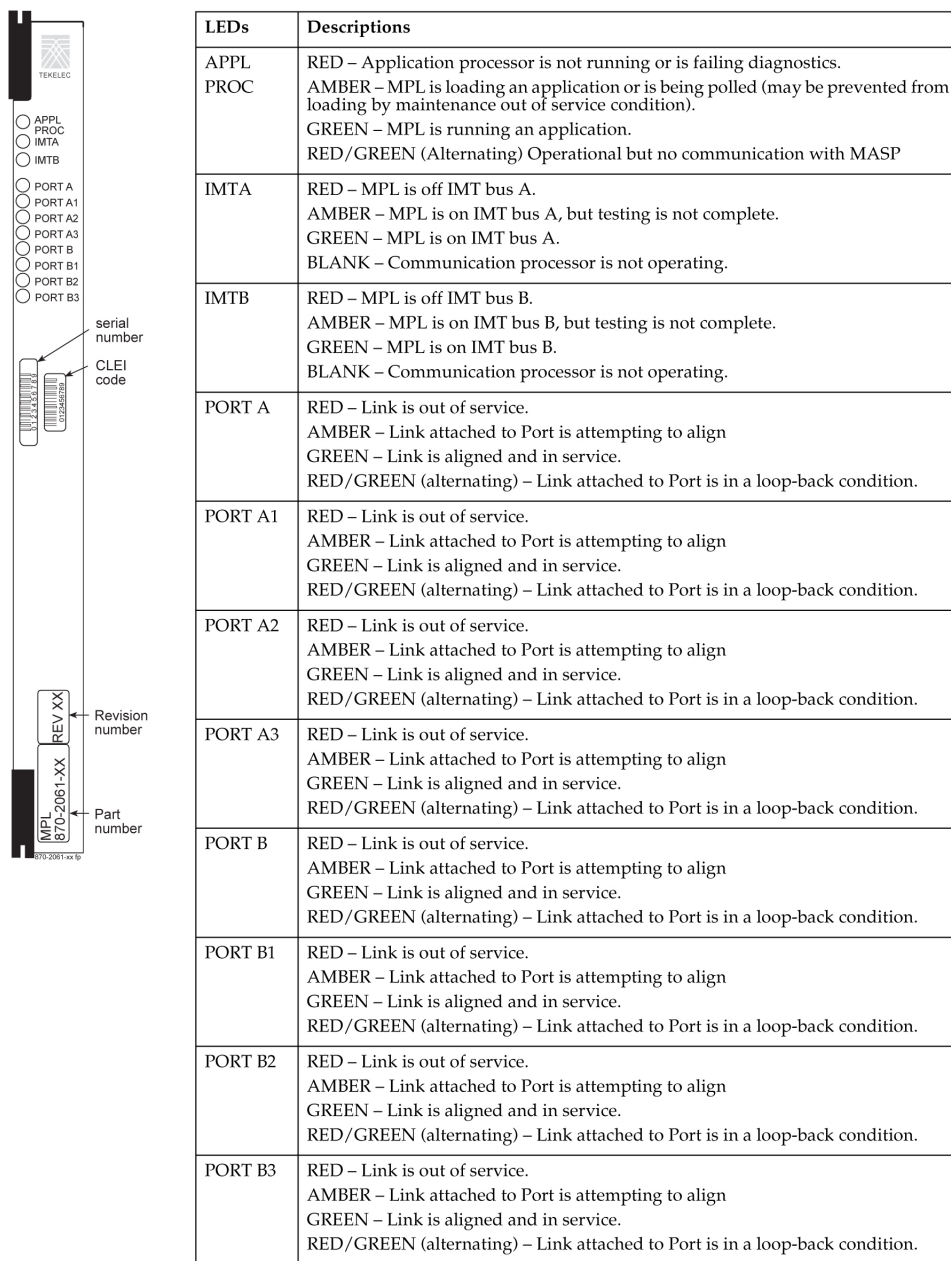 TEKELEC
APPL
PROC
IMTA
IMTB
PORT A
PORT A1
PORT A2
PORT A3
PORT B
PORT B1
PORT B2
PORT B3
serial
number
CLEI
code
0123456789
0123456789
REV XX
Revision
number
MPL
870-2061-XX
Part
number
870-2061-xx fp
LEDs Descriptions
APPL RED – Application processor is not running or is failing diagnostics.
PROC AMBER – MPL is loading an application or is being polled (may be prevented from
loading by maintenance out of service condition).
GREEN – MPL is running an application.
RED/GREEN (Alternating) Operational but no communication with MASP
IMTA RED – MPL is off IMT bus A.
AMBER – MPL is on IMT bus A, but testing is not complete.
GREEN – MPL is on IMT bus A.
BLANK – Communication processor is not operating.
IMTB RED – MPL is off IMT bus B.
AMBER – MPL is on IMT bus B, but testing is not complete.
GREEN – MPL is on IMT bus B.
BLANK – Communication processor is not operating.
PORT A RED – Link is out of service.
AMBER – Link attached to Port is attempting to align
GREEN – Link is aligned and in service.
RED/GREEN (alternating) – Link attached to Port is in a loop-back condition.
PORT A1 RED – Link is out of service.
AMBER – Link attached to Port is attempting to align
GREEN – Link is aligned and in service.
RED/GREEN (alternating) – Link attached to Port is in a loop-back condition.
PORT A2 RED – Link is out of service.
AMBER – Link attached to Port is attempting to align
GREEN – Link is aligned and in service.
RED/GREEN (alternating) – Link attached to Port is in a loop-back condition.
PORT A3 RED – Link is out of service.
AMBER – Link attached to Port is attempting to align
GREEN – Link is aligned and in service.
RED/GREEN (alternating) – Link attached to Port is in a loop-back condition.
PORT B RED – Link is out of service.
AMBER – Link attached to Port is attempting to align
GREEN – Link is aligned and in service.
RED/GREEN (alternating) – Link attached to Port is in a loop-back condition.
PORT B1 RED – Link is out of service.
AMBER – Link attached to Port is attempting to align
GREEN – Link is aligned and in service.
RED/GREEN (alternating) – Link attached to Port is in a loop-back condition.
PORT B2 RED – Link is out of service.
AMBER – Link attached to Port is attempting to align
GREEN – Link is aligned and in service.
RED/GREEN (alternating) – Link attached to Port is in a loop-back condition.
PORT B3 RED – Link is out of service.
AMBER – Link attached to Port is attempting to align
GREEN – Link is aligned and in service.
RED/GREEN (alternating) – Link attached to Port is in a loop-back condition.